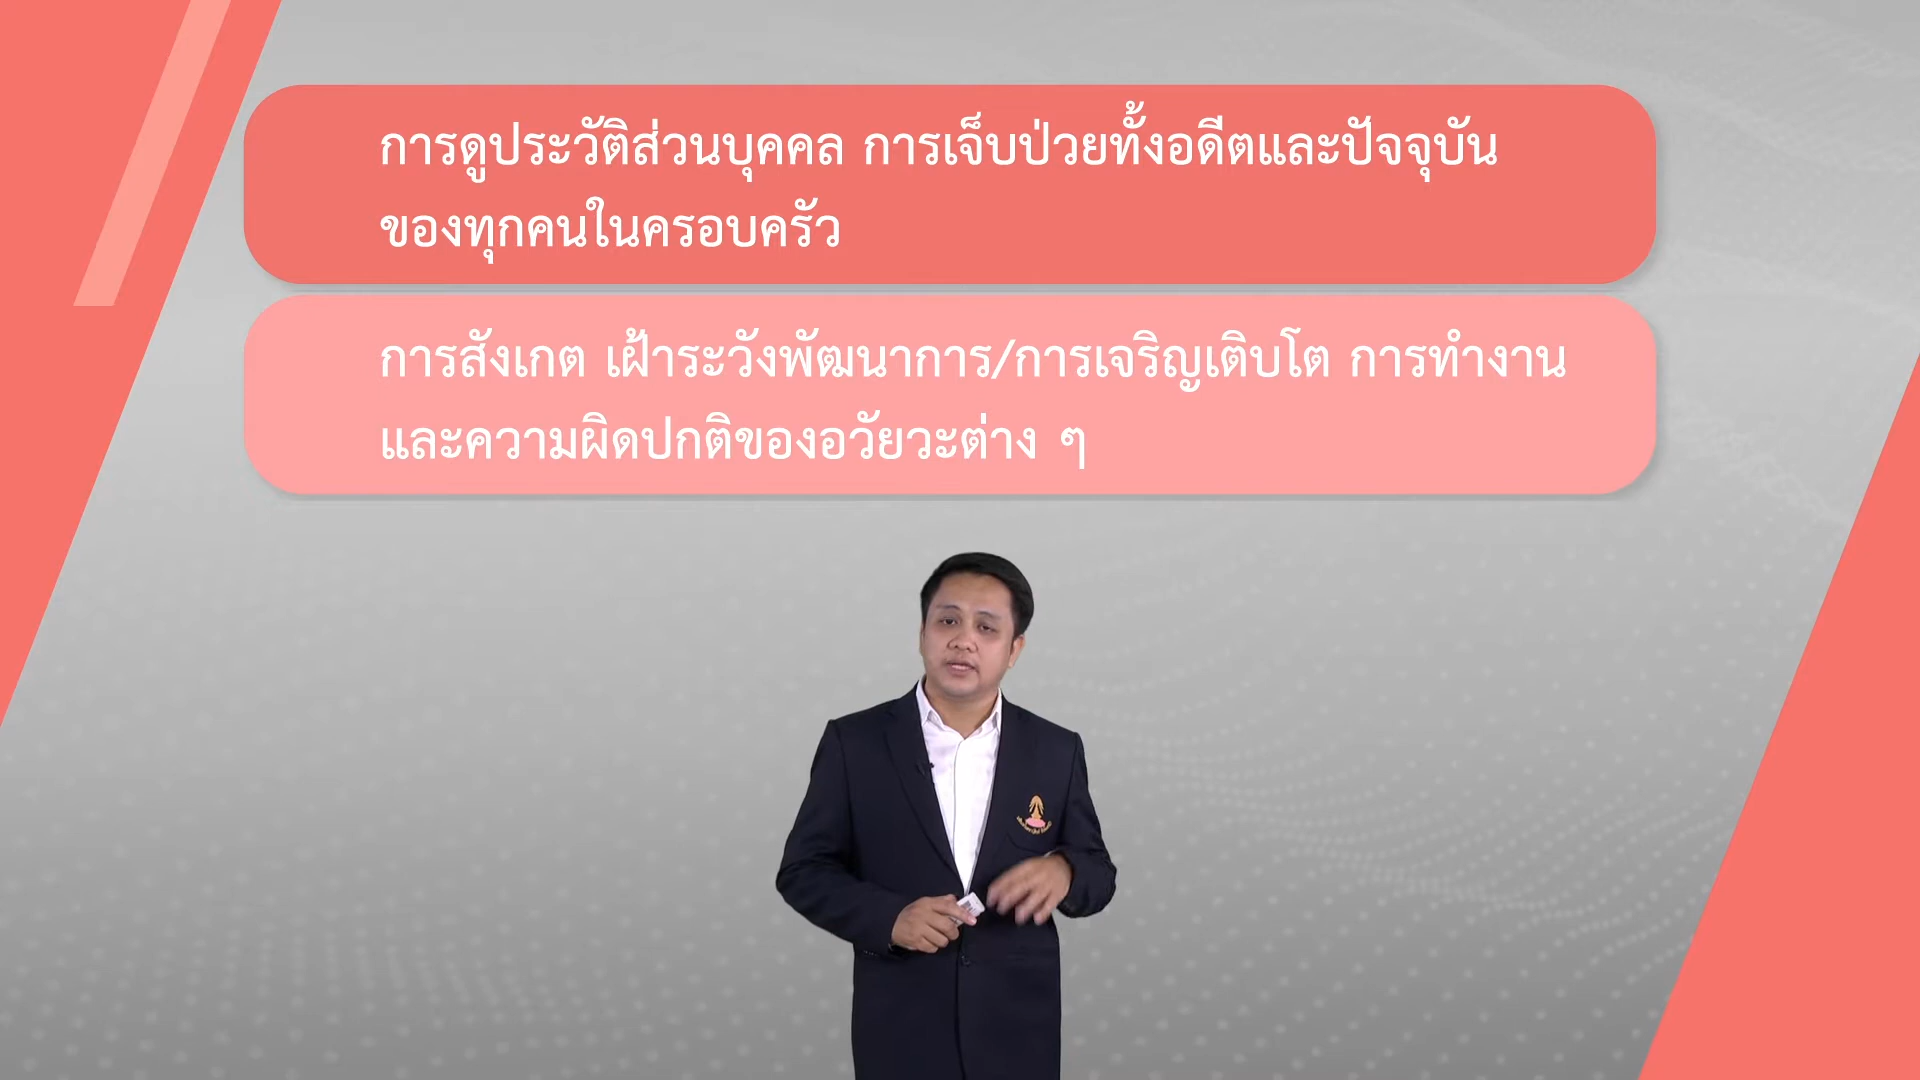 การดูประวัติส่วนบุคคล การเจ็บป่วยทั้งอดีตและปัจจุบัน
ของทุกคนในครอบครัว
การสังเกต เฝ้าระวังพัฒนาการ/การเจริญเติบโต การทำงาน
และความผิดปกติของอวัยวะต่าง ๆ